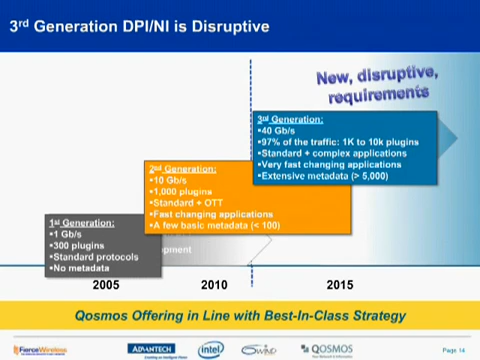 3rd Generation DPI/NI is Disruptive
New, disruptive,
requirements
3rd Generation:
▪40 Gb/s
▪97% of the traffic: 1K to 10k plugins
▪Standard + complex applications
▪Very fast changing applications
▪Extensive metadata (> 5,000)
2nd Generation:
▪10 Gb/s
▪1,000 plugins
▪Standard + OTT
▪Fast changing applications
▪A few basic metadata (< 100)
1st Generation:
▪1 Gb/s
▪300 plugins
▪Standard protocols
▪No metadata
opment
2005 2010 2015
Qosmos Offering in Line with Best-In-Class Strategy
FierceWireless ADVANTECH intel 6WIND QOSMOS Page 14